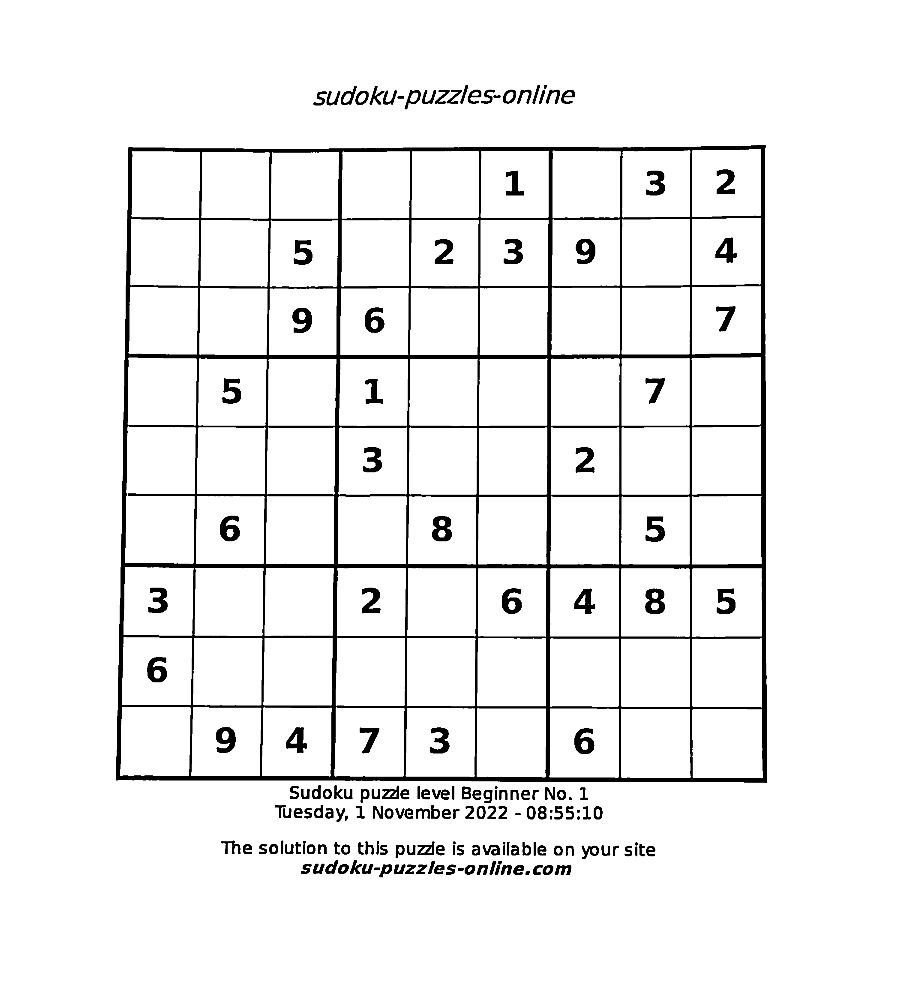 sudoku-puzzles-online
1 3 2
5 2 3 9 4
9 6 7
5 1 7
3 2
6 8 5
3 2 6 4 8 5
6
9 4 7 3 6
Sudoku puzzle level Beginner No. 1
Tuesday, 1 November 2022 - 08:55:10
The solution to this puzzle is available on your site
sudoku-puzzles-online.com